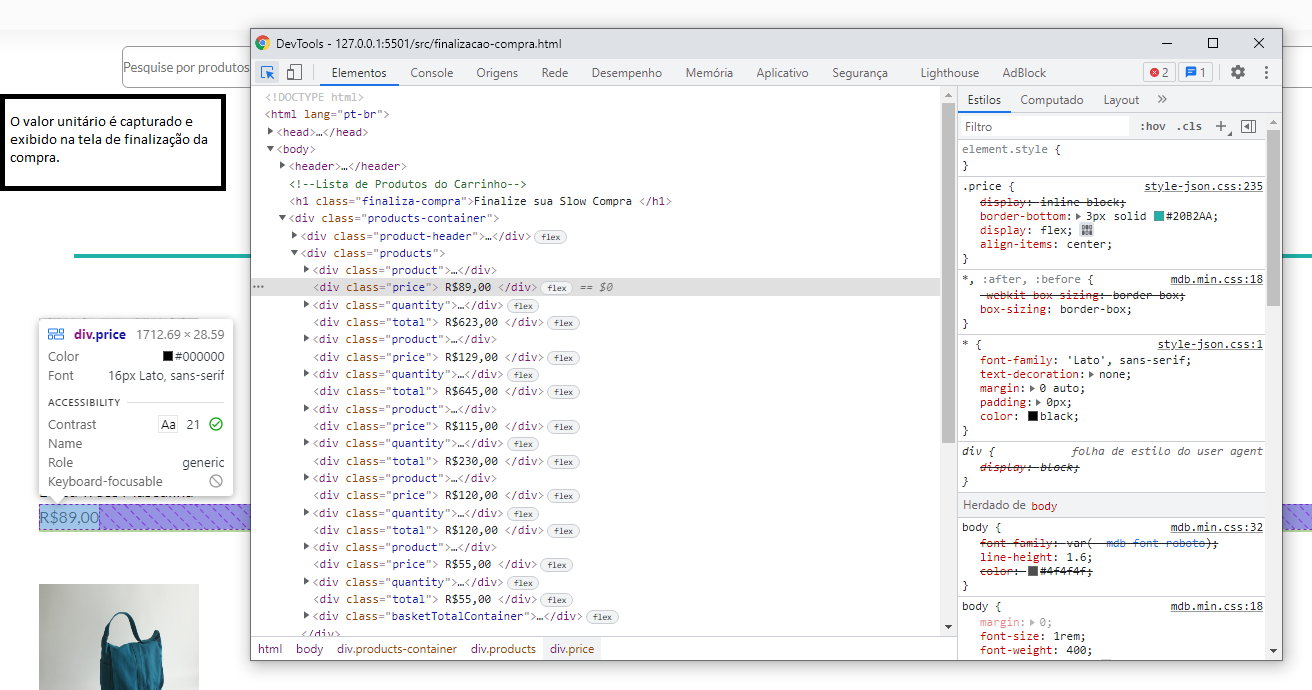 DevTools - 127.0.0.1:5501/src/finalizacao-compra.html
Pesquise por produtos
Elementos Console Origens Rede Desempenho Memória Aplicativo Segurança Lighthouse AdBlock 2 1
O valor unitário é capturado e
exibido na tela de finalização da
compra.
<!DOCTYPE html>
<html lang="pt-br">
<head>…</head>
<body>
<header>…</header>
<!--Lista de Produtos do Carrinho-->
<h1 class="finaliza-compra">Finalize sua Slow Compra </h1>
<div class="products-container">
<div class="product-header">…</div> flex
<div class="products">
<div class="product">…</div>
<div class="price"> R$89,00 </div> flex == $0
<div class="quantity">…</div> flex
<div class="total"> R$623,00 </div> flex
<div class="product">…</div>
<div class="price"> R$129,00 </div> flex
<div class="quantity">…</div> flex
<div class="total"> R$645,00 </div> flex
<div class="product">…</div>
<div class="price"> R$115,00 </div> flex
<div class="quantity">…</div> flex
<div class="total"> R$230,00 </div> flex
<div class="product">…</div>
<div class="price"> R$120,00 </div> flex
<div class="quantity">…</div> flex
<div class="total"> R$120,00 </div> flex
<div class="product">…</div>
<div class="price"> R$55,00 </div> flex
<div class="quantity">…</div> flex
<div class="total"> R$55,00 </div> flex
<div class="basketTotalContainer">…</div> flex
</div>
html body div.products-container div.products div.price
Estilos Computado Layout
Filtro :hov .cls
element.style {
}
.price { style-json.css:235
display: inline-block;
border-bottom: 3px solid #20B2AA;
display: flex;
align-items: center;
}
*, :after, :before { mdb.min.css:18
-webkit-box-sizing: border-box;
box-sizing: border-box;
}
* { style-json.css:1
font-family: 'Lato', sans-serif;
text-decoration: none;
margin: 0 auto;
padding: 0px;
color: black;
}
div { folha de estilo do user agent
display: block;
}
Herdado de body
body { mdb.min.css:32
font-family: var(--mdb-font-roboto);
line-height: 1.6;
color: #4f4f4f;
}
body { mdb.min.css:18
margin: 0;
font-size: 1rem;
font-weight: 400;
div.price 1712.69 × 28.59
Color #000000
Font 16px Lato, sans-serif
ACCESSIBILITY
Contrast Aa 21
Name
Role generic
Keyboard-focusable
R$89,00